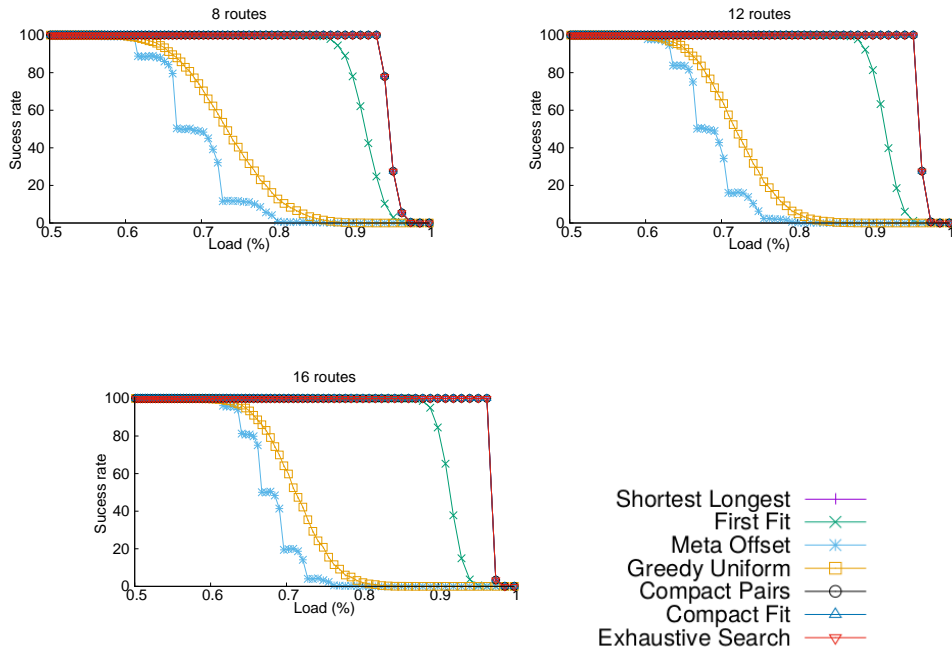 8 routes
100
80
60
40
20
0
Sucess rate
0.5 0.6 0.7 0.8 0.9 1
Load (%)
12 routes
100
80
60
40
20
0
Sucess rate
0.5 0.6 0.7 0.8 0.9 1
Load (%)
16 routes
100
80
60
40
20
0
Sucess rate
0.5 0.6 0.7 0.8 0.9 1
Load (%)
Shortest Longest
First Fit
Meta Offset
Greedy Uniform
Compact Pairs
Compact Fit
Exhaustive Search